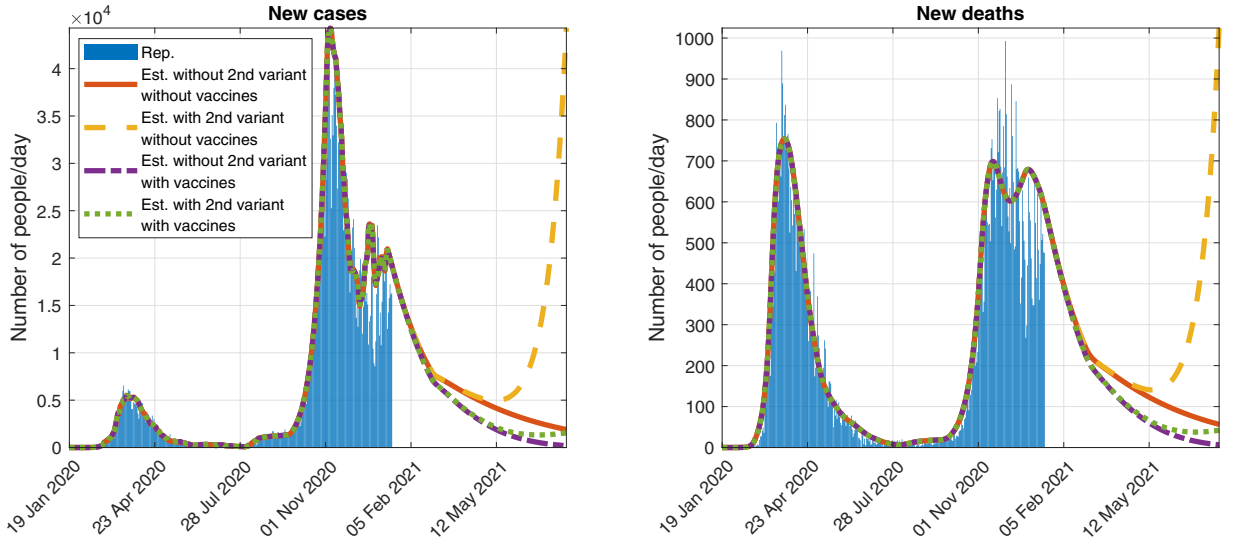 New cases
×10⁴
Number of people/day
4
3.5
3
2.5
2
1.5
1
0.5
0
Rep.
Est. without 2nd variant
without vaccines
Est. with 2nd variant
without vaccines
Est. without 2nd variant
with vaccines
Est. with 2nd variant
with vaccines
19 Jan 2020
23 Apr 2020
28 Jul 2020
01 Nov 2020
05 Feb 2021
12 May 2021
New deaths
Number of people/day
1000
900
800
700
600
500
400
300
200
100
0
19 Jan 2020
23 Apr 2020
28 Jul 2020
01 Nov 2020
05 Feb 2021
12 May 2021